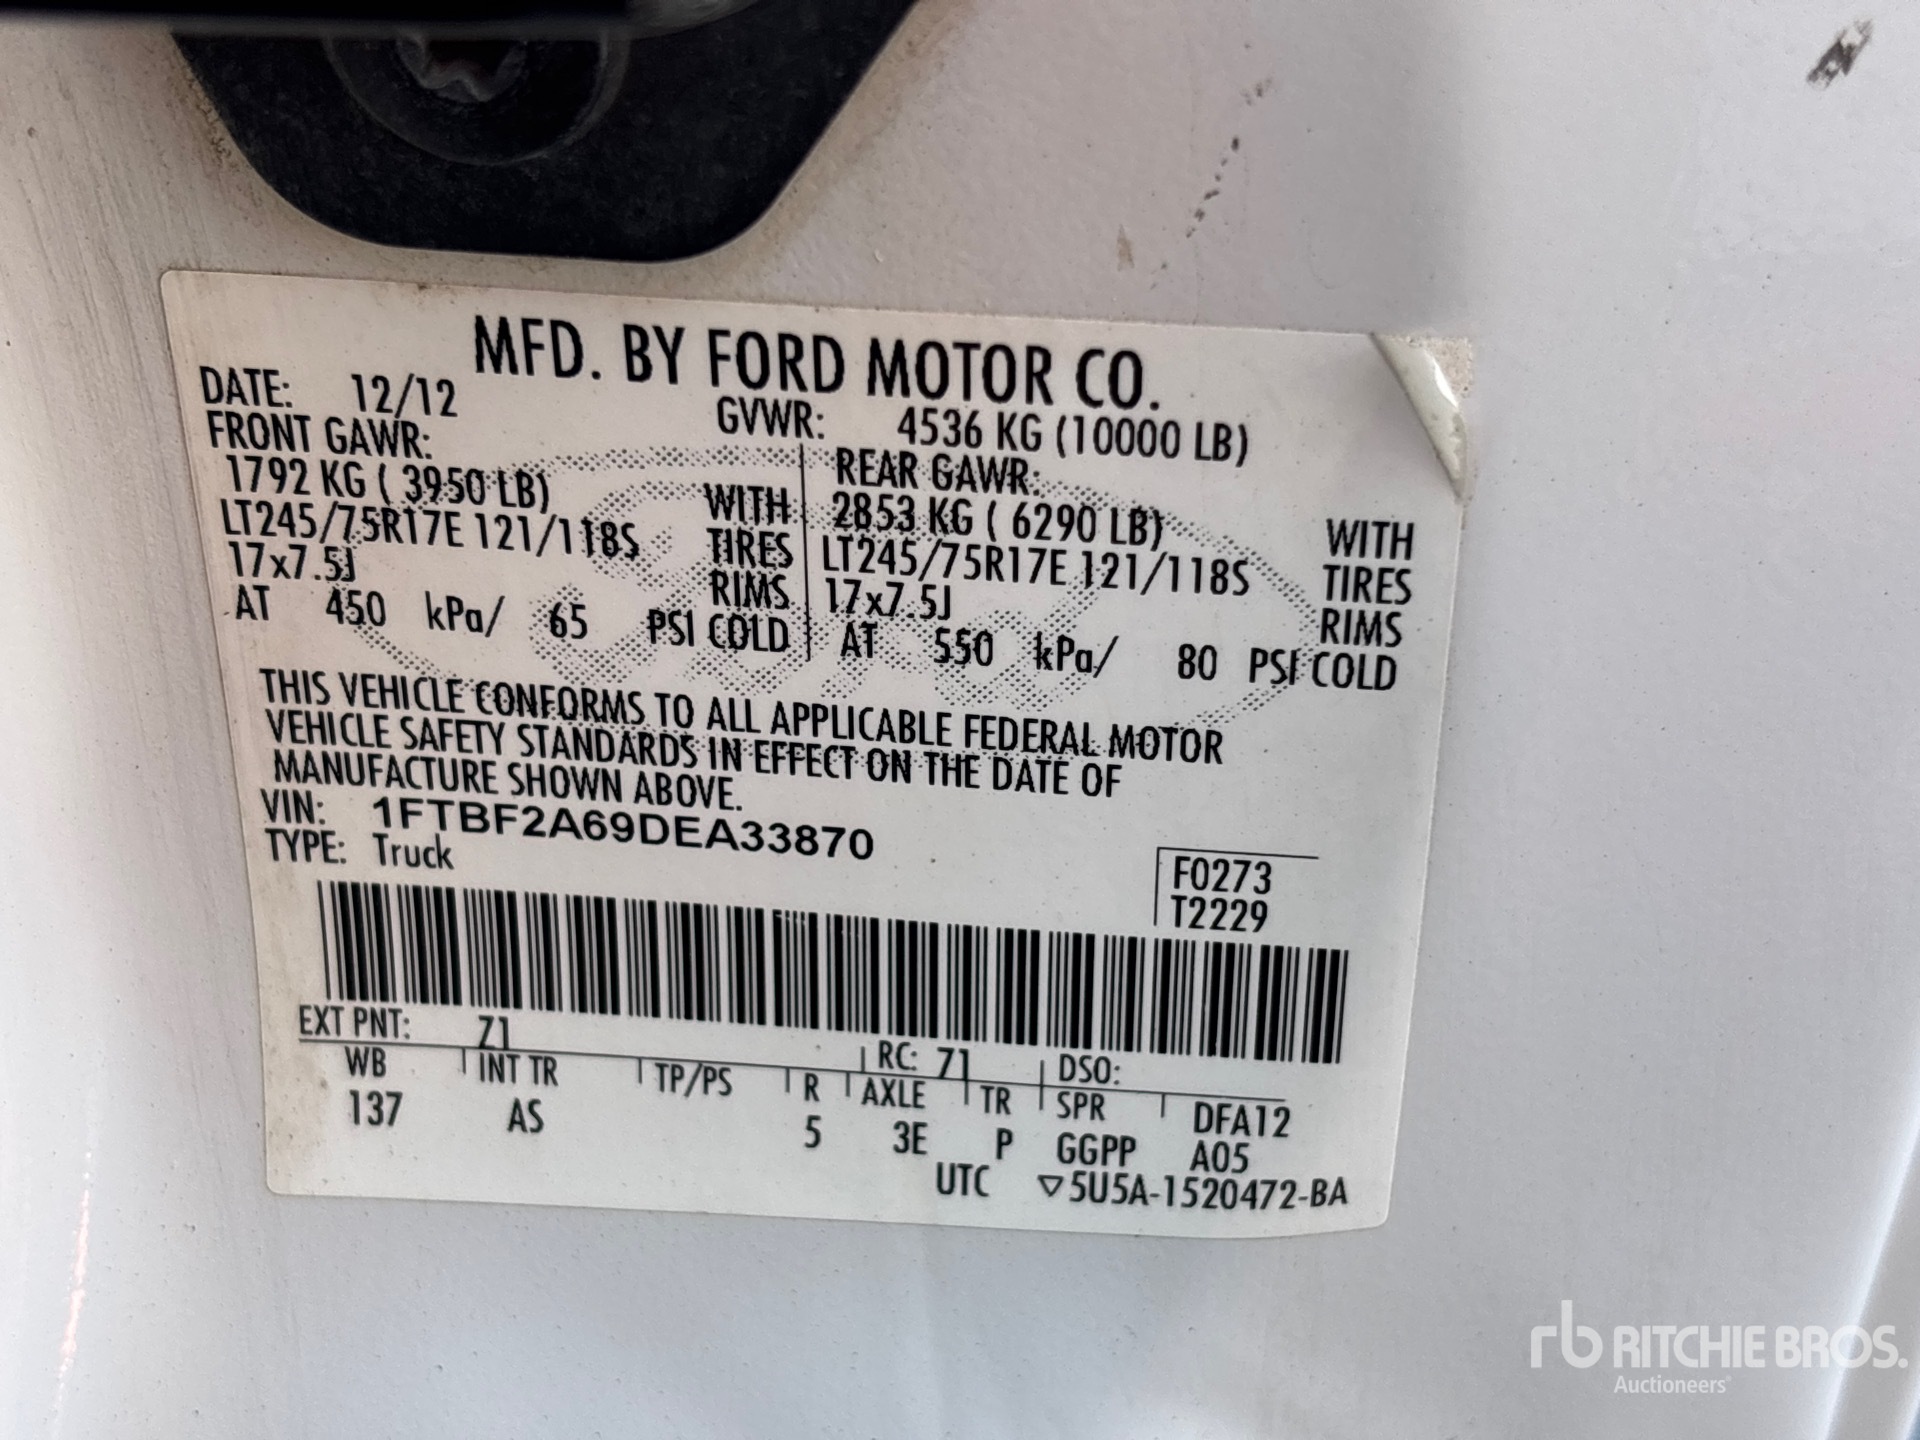 MFD. BY FORD MOTOR CO.
DATE: 12/12 GVWR: 4536 KG (10000 LB)
FRONT GAWR: REAR GAWR:
1792 KG ( 3950 LB) WITH 2853 KG ( 6290 LB) WITH
LT245/75R17E 121/118S TIRES LT245/75R17E 121/118S TIRES
17x7.5J RIMS 17x7.5J RIMS
AT 450 kPa/ 65 PSI COLD AT 550 kPa/ 80 PSI COLD
THIS VEHICLE CONFORMS TO ALL APPLICABLE FEDERAL MOTOR
VEHICLE SAFETY STANDARDS IN EFFECT ON THE DATE OF
MANUFACTURE SHOWN ABOVE.
VIN: 1FTBF2A69DEA33870
TYPE: Truck
F0273
T2229
EXT PNT: Z1 RC: 71 DSO:
WB INT TR TP/PS R AXLE TR SPR DFA12
137 AS 5 3E P GGPP A05
UTC ▽5U5A-1520472-BA
rb RITCHIE BROS.
Auctioneers